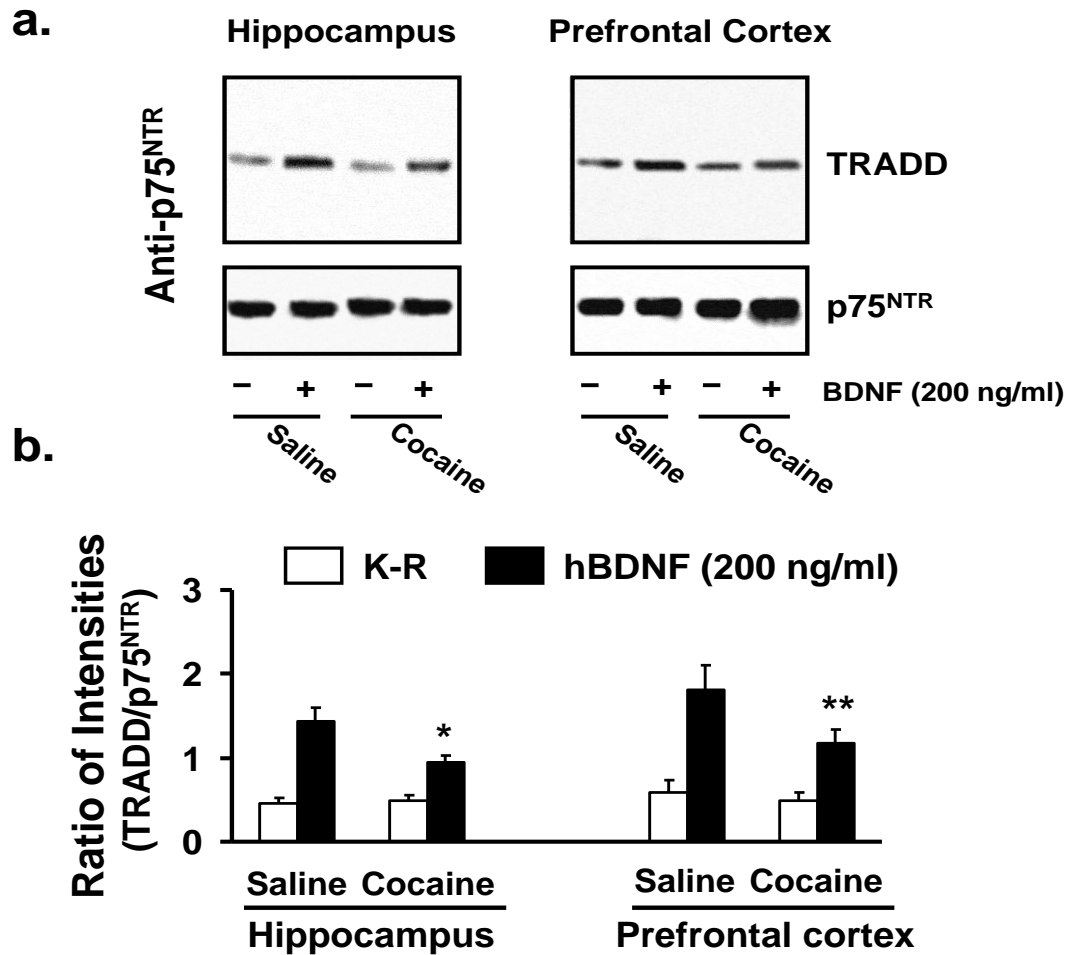 a.
Hippocampus Prefrontal Cortex
Anti-p75NTR
TRADD
p75NTR
− + − + − + − + BDNF (200 ng/ml)
Saline Cocaine Saline Cocaine
b.
K-R hBDNF (200 ng/ml)
Ratio of Intensities
(TRADD/p75NTR)
3
2
1
0
* **
Saline Cocaine Saline Cocaine
Hippocampus Prefrontal cortex